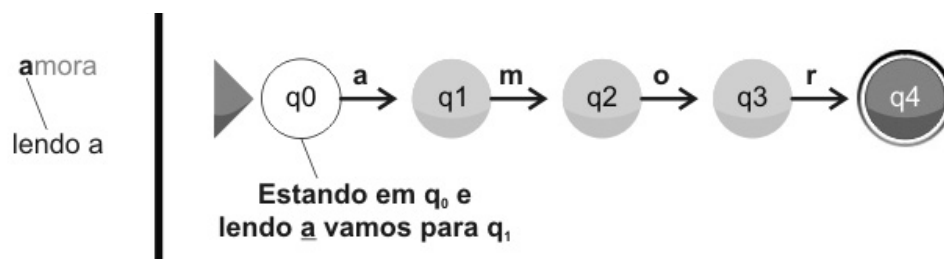 amora
lendo a
a m o r
q0 q1 q2 q3 q4
Estando em q₀ e
lendo a vamos para q₁